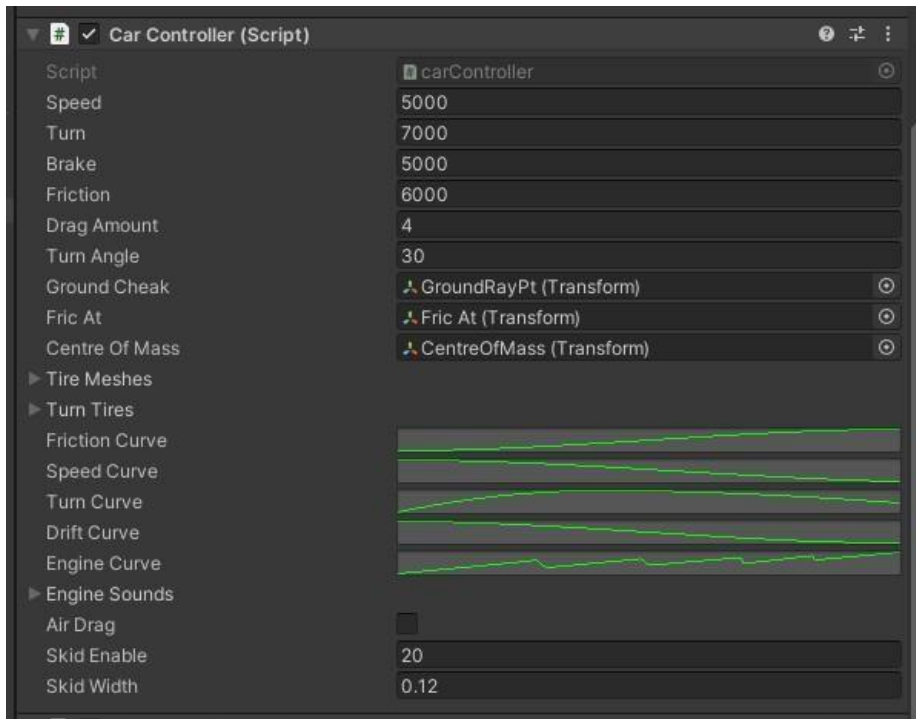 # Car Controller (Script)
Script carController
Speed 5000
Turn 7000
Brake 5000
Friction 6000
Drag Amount 4
Turn Angle 30
Ground Cheak GroundRayPt (Transform)
Fric At Fric At (Transform)
Centre Of Mass CentreOfMass (Transform)
Tire Meshes
Turn Tires
Friction Curve
Speed Curve
Turn Curve
Drift Curve
Engine Curve
Engine Sounds
Air Drag
Skid Enable 20
Skid Width 0.12